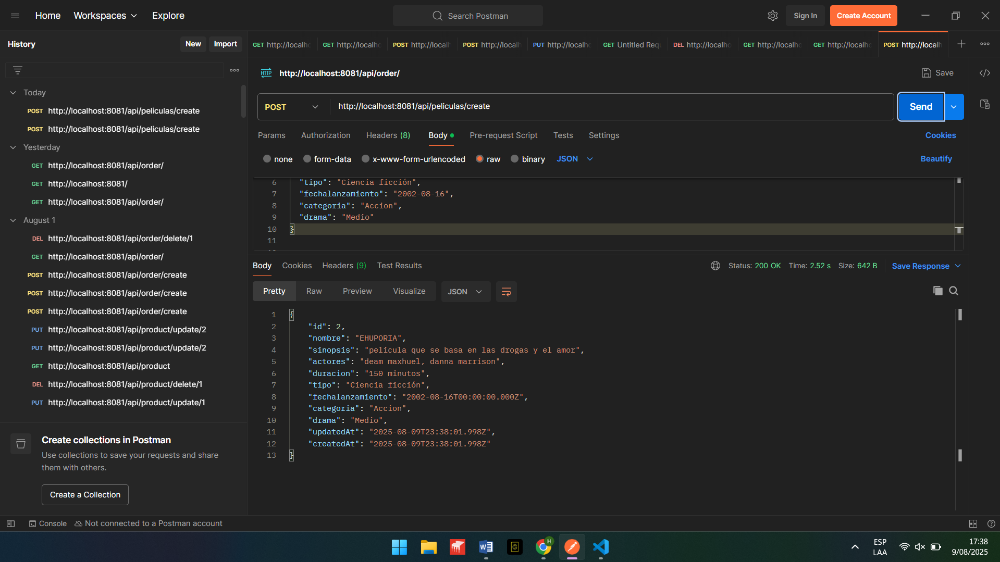 Home
Workspaces
Explore
Search Postman
Sign In
Create Account
History
New
Import
GET http://localho
GET http://localho
POST http://localh
POST http://localh
PUT http://localho
GET Untitled Requ
DEL http://localho
GET http://localho
GET http://localho
POST http://localh
HTTP http://localhost:8081/api/order/
Save
Today
POST http://localhost:8081/api/peliculas/create
POST http://localhost:8081/api/peliculas/create
Yesterday
GET http://localhost:8081/api/order/
GET http://localhost:8081/
GET http://localhost:8081/api/order/
August 1
DEL http://localhost:8081/api/order/delete/1
GET http://localhost:8081/api/order/
POST http://localhost:8081/api/order/create
POST http://localhost:8081/api/order/create
POST http://localhost:8081/api/order/create
PUT http://localhost:8081/api/product/update/2
PUT http://localhost:8081/api/product/update/2
GET http://localhost:8081/api/product
DEL http://localhost:8081/api/product/delete/1
PUT http://localhost:8081/api/product/update/1
Create collections in Postman
Use collections to save your requests and share
them with others.
Create a Collection
POST
http://localhost:8081/api/peliculas/create
Send
Params
Authorization
Headers (8)
Body
Pre-request Script
Tests
Settings
Cookies
none
form-data
x-www-form-urlencoded
raw
binary
JSON
Beautify
6 "tipo": "Ciencia ficción",
7 "fechalanzamiento": "2002-08-16",
8 "categoria": "Accion",
9 "drama": "Medio"
10 }
11
Body
Cookies
Headers (9)
Test Results
Status: 200 OK
Time: 2.52 s
Size: 642 B
Save Response
Pretty
Raw
Preview
Visualize
JSON
1 {
2 "id": 2,
3 "nombre": "EHUPORIA",
4 "sinopsis": "pelicula que se basa en las drogas y el amor",
5 "actores": "deam maxhuel, danna marrison",
6 "duracion": "150 minutos",
7 "tipo": "Ciencia ficción",
8 "fechalanzamiento": "2002-08-16T00:00:00.000Z",
9 "categoria": "Accion",
10 "drama": "Medio",
11 "updatedAt": "2025-08-09T23:38:01.998Z",
12 "createdAt": "2025-08-09T23:38:01.998Z"
13 }
Console
Not connected to a Postman account
W
C
H
ESP
LAA
17:38
9/08/2025